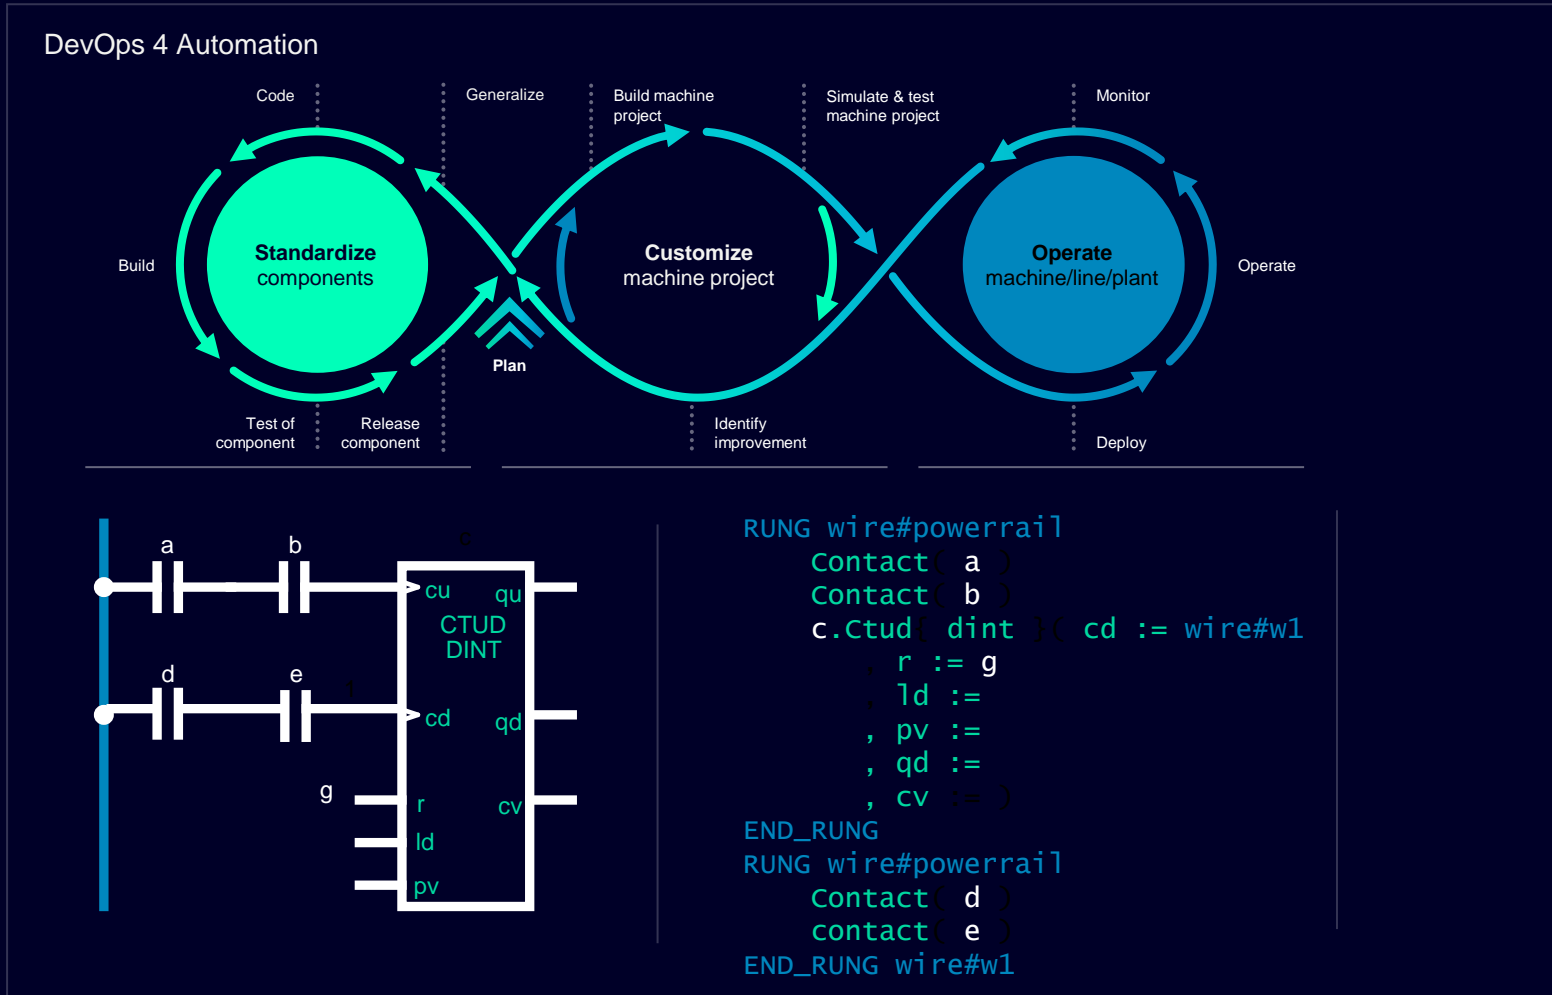 DevOps 4 Automation
Code
Generalize
Build machine
project
Simulate & test
machine project
Monitor
Standardize
components
Customize
machine project
Operate
machine/line/plant
Build
Operate
Plan
Test of
component
Release
component
Identify
improvement
Deploy
a
b
c
cu
qu
CTUD
DINT
d
e
cd
qd
g
r
cv
ld
pv
RUNG wire#powerrail
Contact( a )
Contact( b )
c.Ctud{ dint }( cd := wire#w1
, r := g
, ld :=
, pv :=
, qd :=
, cv := )
END_RUNG
RUNG wire#powerrail
Contact( d )
contact( e )
END_RUNG wire#w1